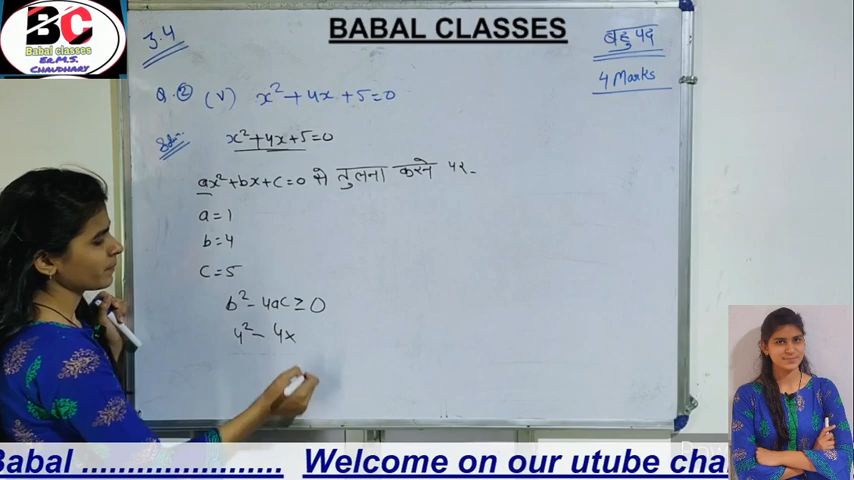 BC
Babal classes
Er.M.S.
CHAUDHARY
BABAL CLASSES
3.4
बहुपद
4 Marks
Q.② (V) x²+4x+5=0
Soln.
x²+4x+5=0
ax²+bx+c=0 से तुलना करने पर-
a=1
b=4
c=5
b²-4ac≥0
4²-4x
Babal ...................... Welcome on our utube cha